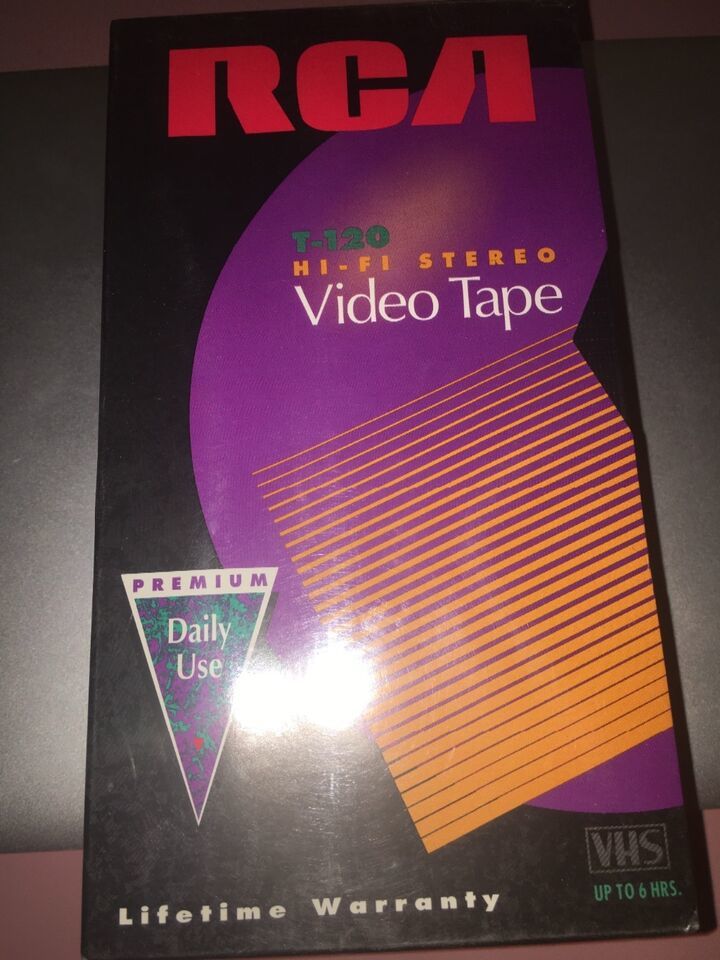 RCA
T-120
HI-FI STEREO
Video Tape
PREMIUM
Daily
Use
VHS
UP TO 6 HRS.
Lifetime Warranty